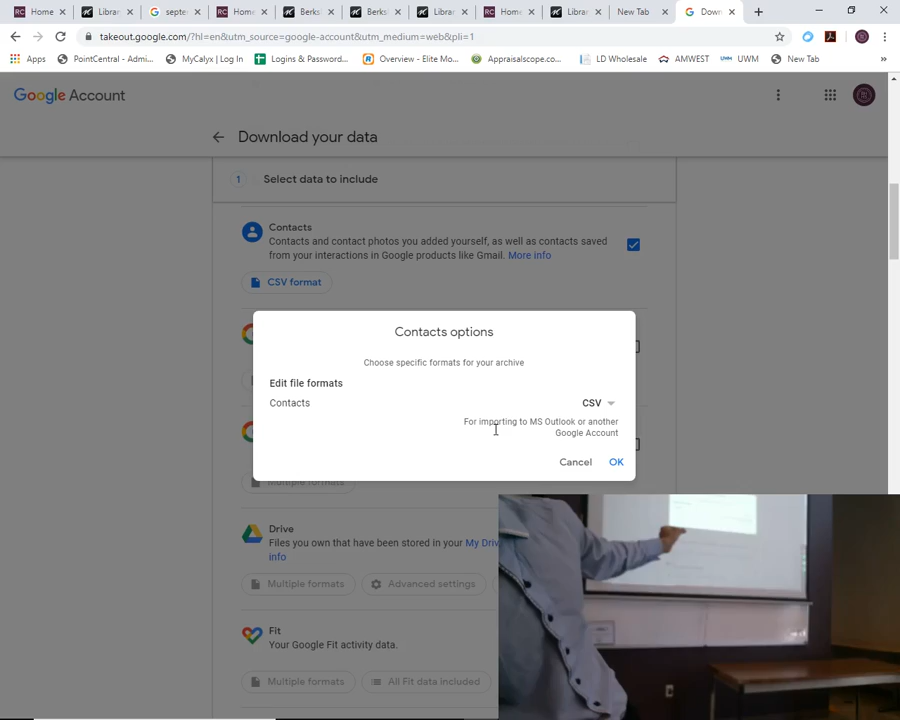 Home
Librar
septe
Home
Berks
Berks
Librar
Home
Librar
New Tab
Down
takeout.google.com/?hl=en&utm_source=google-account&utm_medium=web&pli=1
Apps
PointCentral - Admi...
MyCalyx | Log In
Logins & Password...
Overview - Elite Mo...
Appraisalscope.co...
LD Wholesale
AMWEST
UWM
New Tab
»
Google Account
Download your data
1 Select data to include
Contacts
Contacts and contact photos you added yourself, as well as contacts saved
from your interactions in Google products like Gmail. More info
CSV format
Contacts options
Choose specific formats for your archive
Edit file formats
Contacts CSV
For importing to MS Outlook or another
Google Account
Cancel OK
Multiple formats
Drive
Files you own that have been stored in your My Driv
info
Multiple formats Advanced settings
Fit
Your Google Fit activity data.
Multiple formats All Fit data included